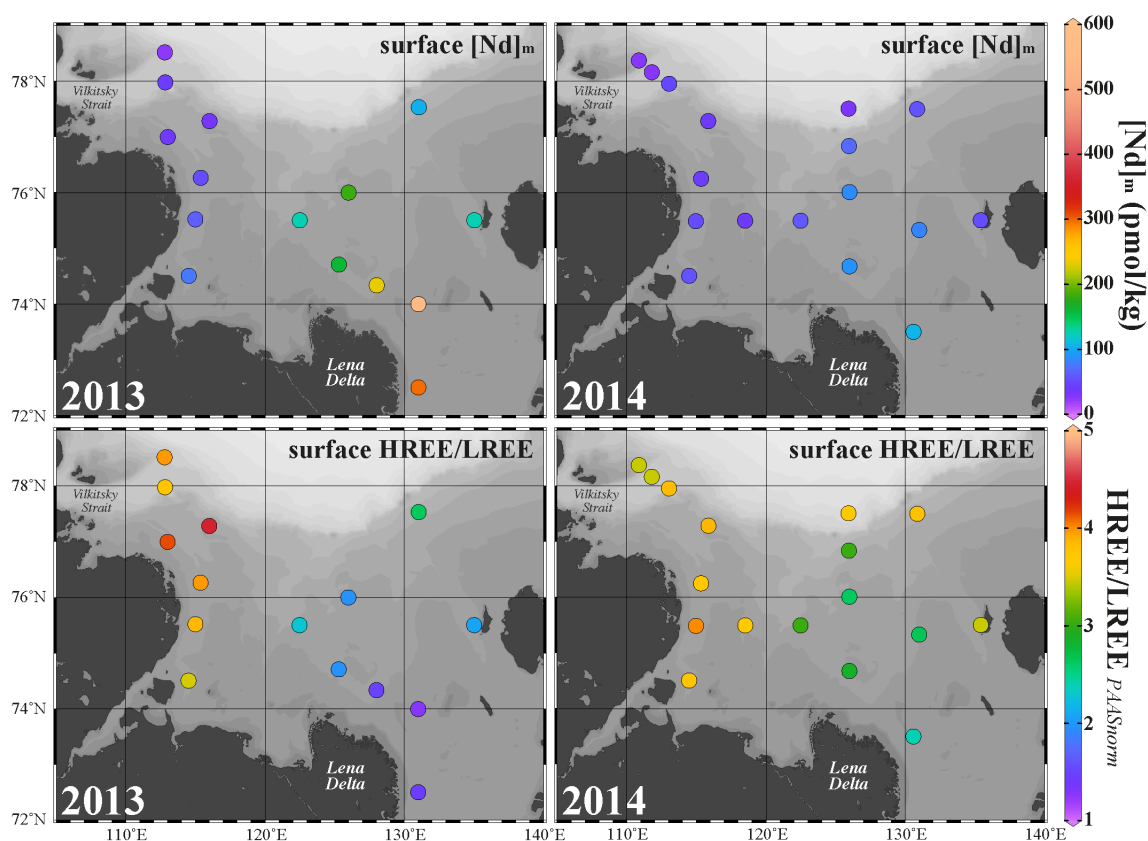 surface [Nd]m
surface [Nd]m
78°N
76°N
74°N
72°N
Vilkitsky
Strait
Vilkitsky
Strait
Lena
Delta
Lena
Delta
2013
2014
600
500
400
300
200
100
0
[Nd]m (pmol/kg)
surface HREE/LREE
surface HREE/LREE
78°N
76°N
74°N
72°N
Vilkitsky
Strait
Vilkitsky
Strait
Lena
Delta
Lena
Delta
2013
2014
5
4
3
2
1
HREE/LREE PAASnorm
110°E
120°E
130°E
140°E
110°E
120°E
130°E
140°E